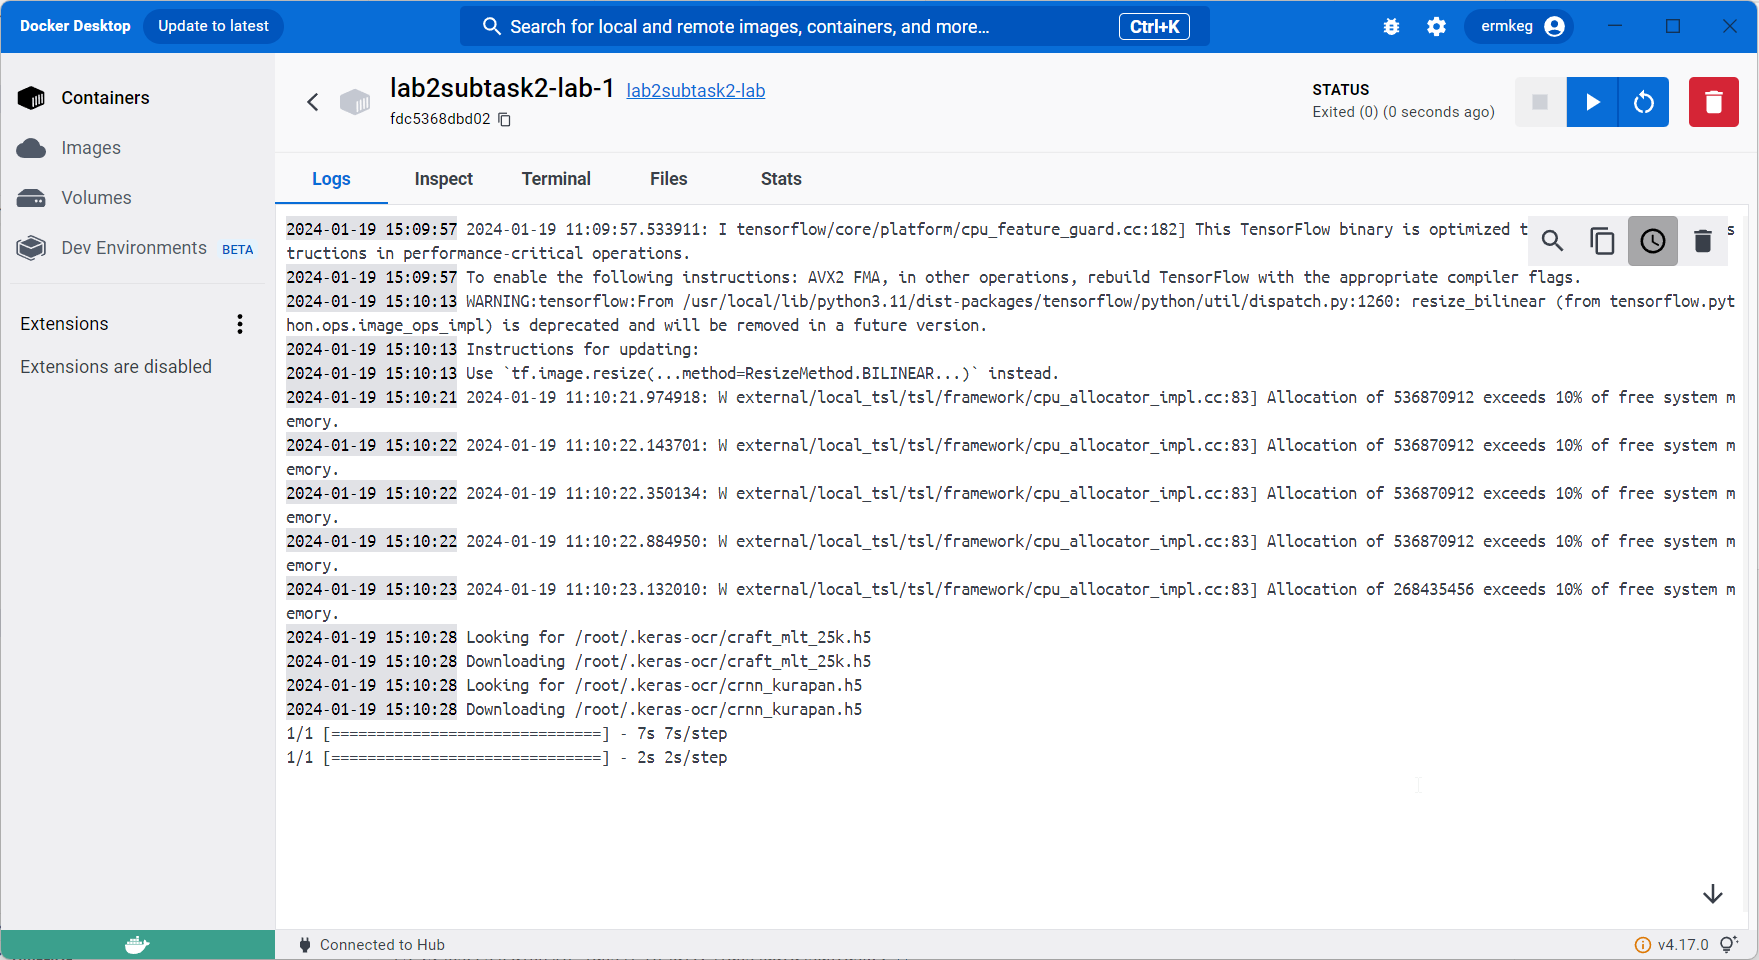 Docker Desktop
Update to latest
Search for local and remote images, containers, and more...
Ctrl+K
ermkeg
Containers
Images
Volumes
Dev Environments BETA
Extensions
Extensions are disabled
lab2subtask2-lab-1 lab2subtask2-lab
fdc5368dbd02
STATUS
Exited (0) (0 seconds ago)
Logs
Inspect
Terminal
Files
Stats
2024-01-19 15:09:57 2024-01-19 11:09:57.533911: I tensorflow/core/platform/cpu_feature_guard.cc:182] This TensorFlow binary is optimized t s
tructions in performance-critical operations.
2024-01-19 15:09:57 To enable the following instructions: AVX2 FMA, in other operations, rebuild TensorFlow with the appropriate compiler flags.
2024-01-19 15:10:13 WARNING:tensorflow:From /usr/local/lib/python3.11/dist-packages/tensorflow/python/util/dispatch.py:1260: resize_bilinear (from tensorflow.pyt
hon.ops.image_ops_impl) is deprecated and will be removed in a future version.
2024-01-19 15:10:13 Instructions for updating:
2024-01-19 15:10:13 Use `tf.image.resize(...method=ResizeMethod.BILINEAR...)` instead.
2024-01-19 15:10:21 2024-01-19 11:10:21.974918: W external/local_tsl/tsl/framework/cpu_allocator_impl.cc:83] Allocation of 536870912 exceeds 10% of free system m
emory.
2024-01-19 15:10:22 2024-01-19 11:10:22.143701: W external/local_tsl/tsl/framework/cpu_allocator_impl.cc:83] Allocation of 536870912 exceeds 10% of free system m
emory.
2024-01-19 15:10:22 2024-01-19 11:10:22.350134: W external/local_tsl/tsl/framework/cpu_allocator_impl.cc:83] Allocation of 536870912 exceeds 10% of free system m
emory.
2024-01-19 15:10:22 2024-01-19 11:10:22.884950: W external/local_tsl/tsl/framework/cpu_allocator_impl.cc:83] Allocation of 536870912 exceeds 10% of free system m
emory.
2024-01-19 15:10:23 2024-01-19 11:10:23.132010: W external/local_tsl/tsl/framework/cpu_allocator_impl.cc:83] Allocation of 268435456 exceeds 10% of free system m
emory.
2024-01-19 15:10:28 Looking for /root/.keras-ocr/craft_mlt_25k.h5
2024-01-19 15:10:28 Downloading /root/.keras-ocr/craft_mlt_25k.h5
2024-01-19 15:10:28 Looking for /root/.keras-ocr/crnn_kurapan.h5
2024-01-19 15:10:28 Downloading /root/.keras-ocr/crnn_kurapan.h5
1/1 [==============================] - 7s 7s/step
1/1 [==============================] - 2s 2s/step
Connected to Hub
v4.17.0